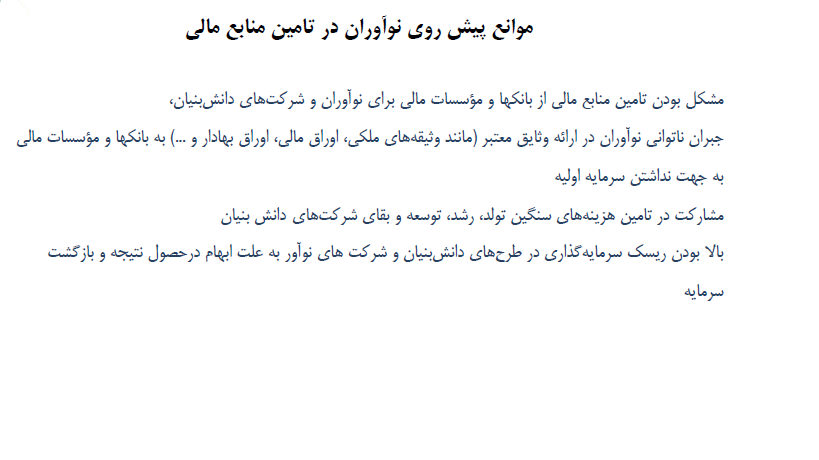 موانع پیش روی نوآوران در تامین منابع مالی
مشکل بودن تامین منابع مالی از بانکها و مؤسسات مالی برای نوآوران و شرکت‌های دانش‌بنیان،
جبران ناتوانی نوآوران در ارائه وثایق معتبر (مانند وثیقه‌های ملکی، اوراق مالی، اوراق بهادار و ...) به بانکها و مؤسسات مالی
به جهت نداشتن سرمایه اولیه
مشارکت در تامین هزینه‌های سنگین تولد، رشد، توسعه و بقای شرکت‌های دانش بنیان
بالا بودن ریسک سرمایه‌گذاری در طرح‌های دانش‌بنیان و شرکت های نوآور به علت ابهام درحصول نتیجه و بازگشت
سرمایه